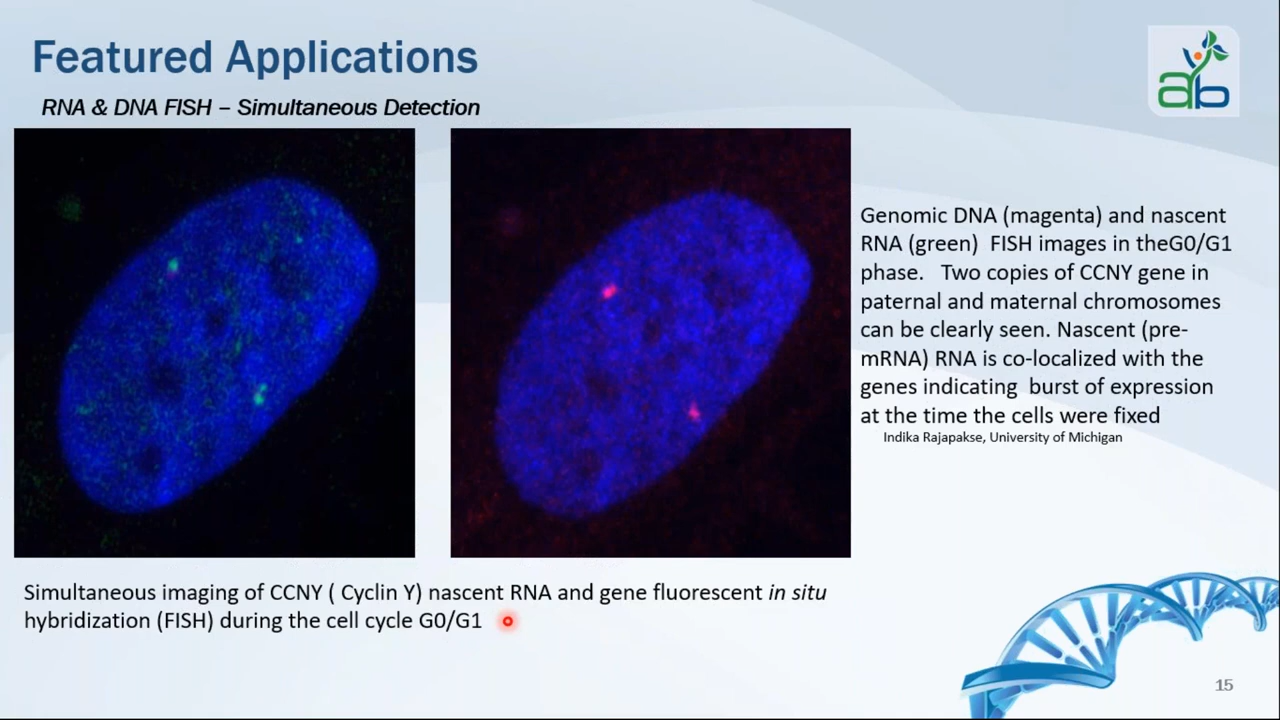 Featured Applications
RNA & DNA FISH – Simultaneous Detection
ab
Genomic DNA (magenta) and nascent
RNA (green) FISH images in theG0/G1
phase. Two copies of CCNY gene in
paternal and maternal chromosomes
can be clearly seen. Nascent (pre-
mRNA) RNA is co-localized with the
genes indicating burst of expression
at the time the cells were fixed
Indika Rajapakse, University of Michigan
Simultaneous imaging of CCNY ( Cyclin Y) nascent RNA and gene fluorescent in situ
hybridization (FISH) during the cell cycle G0/G1
15